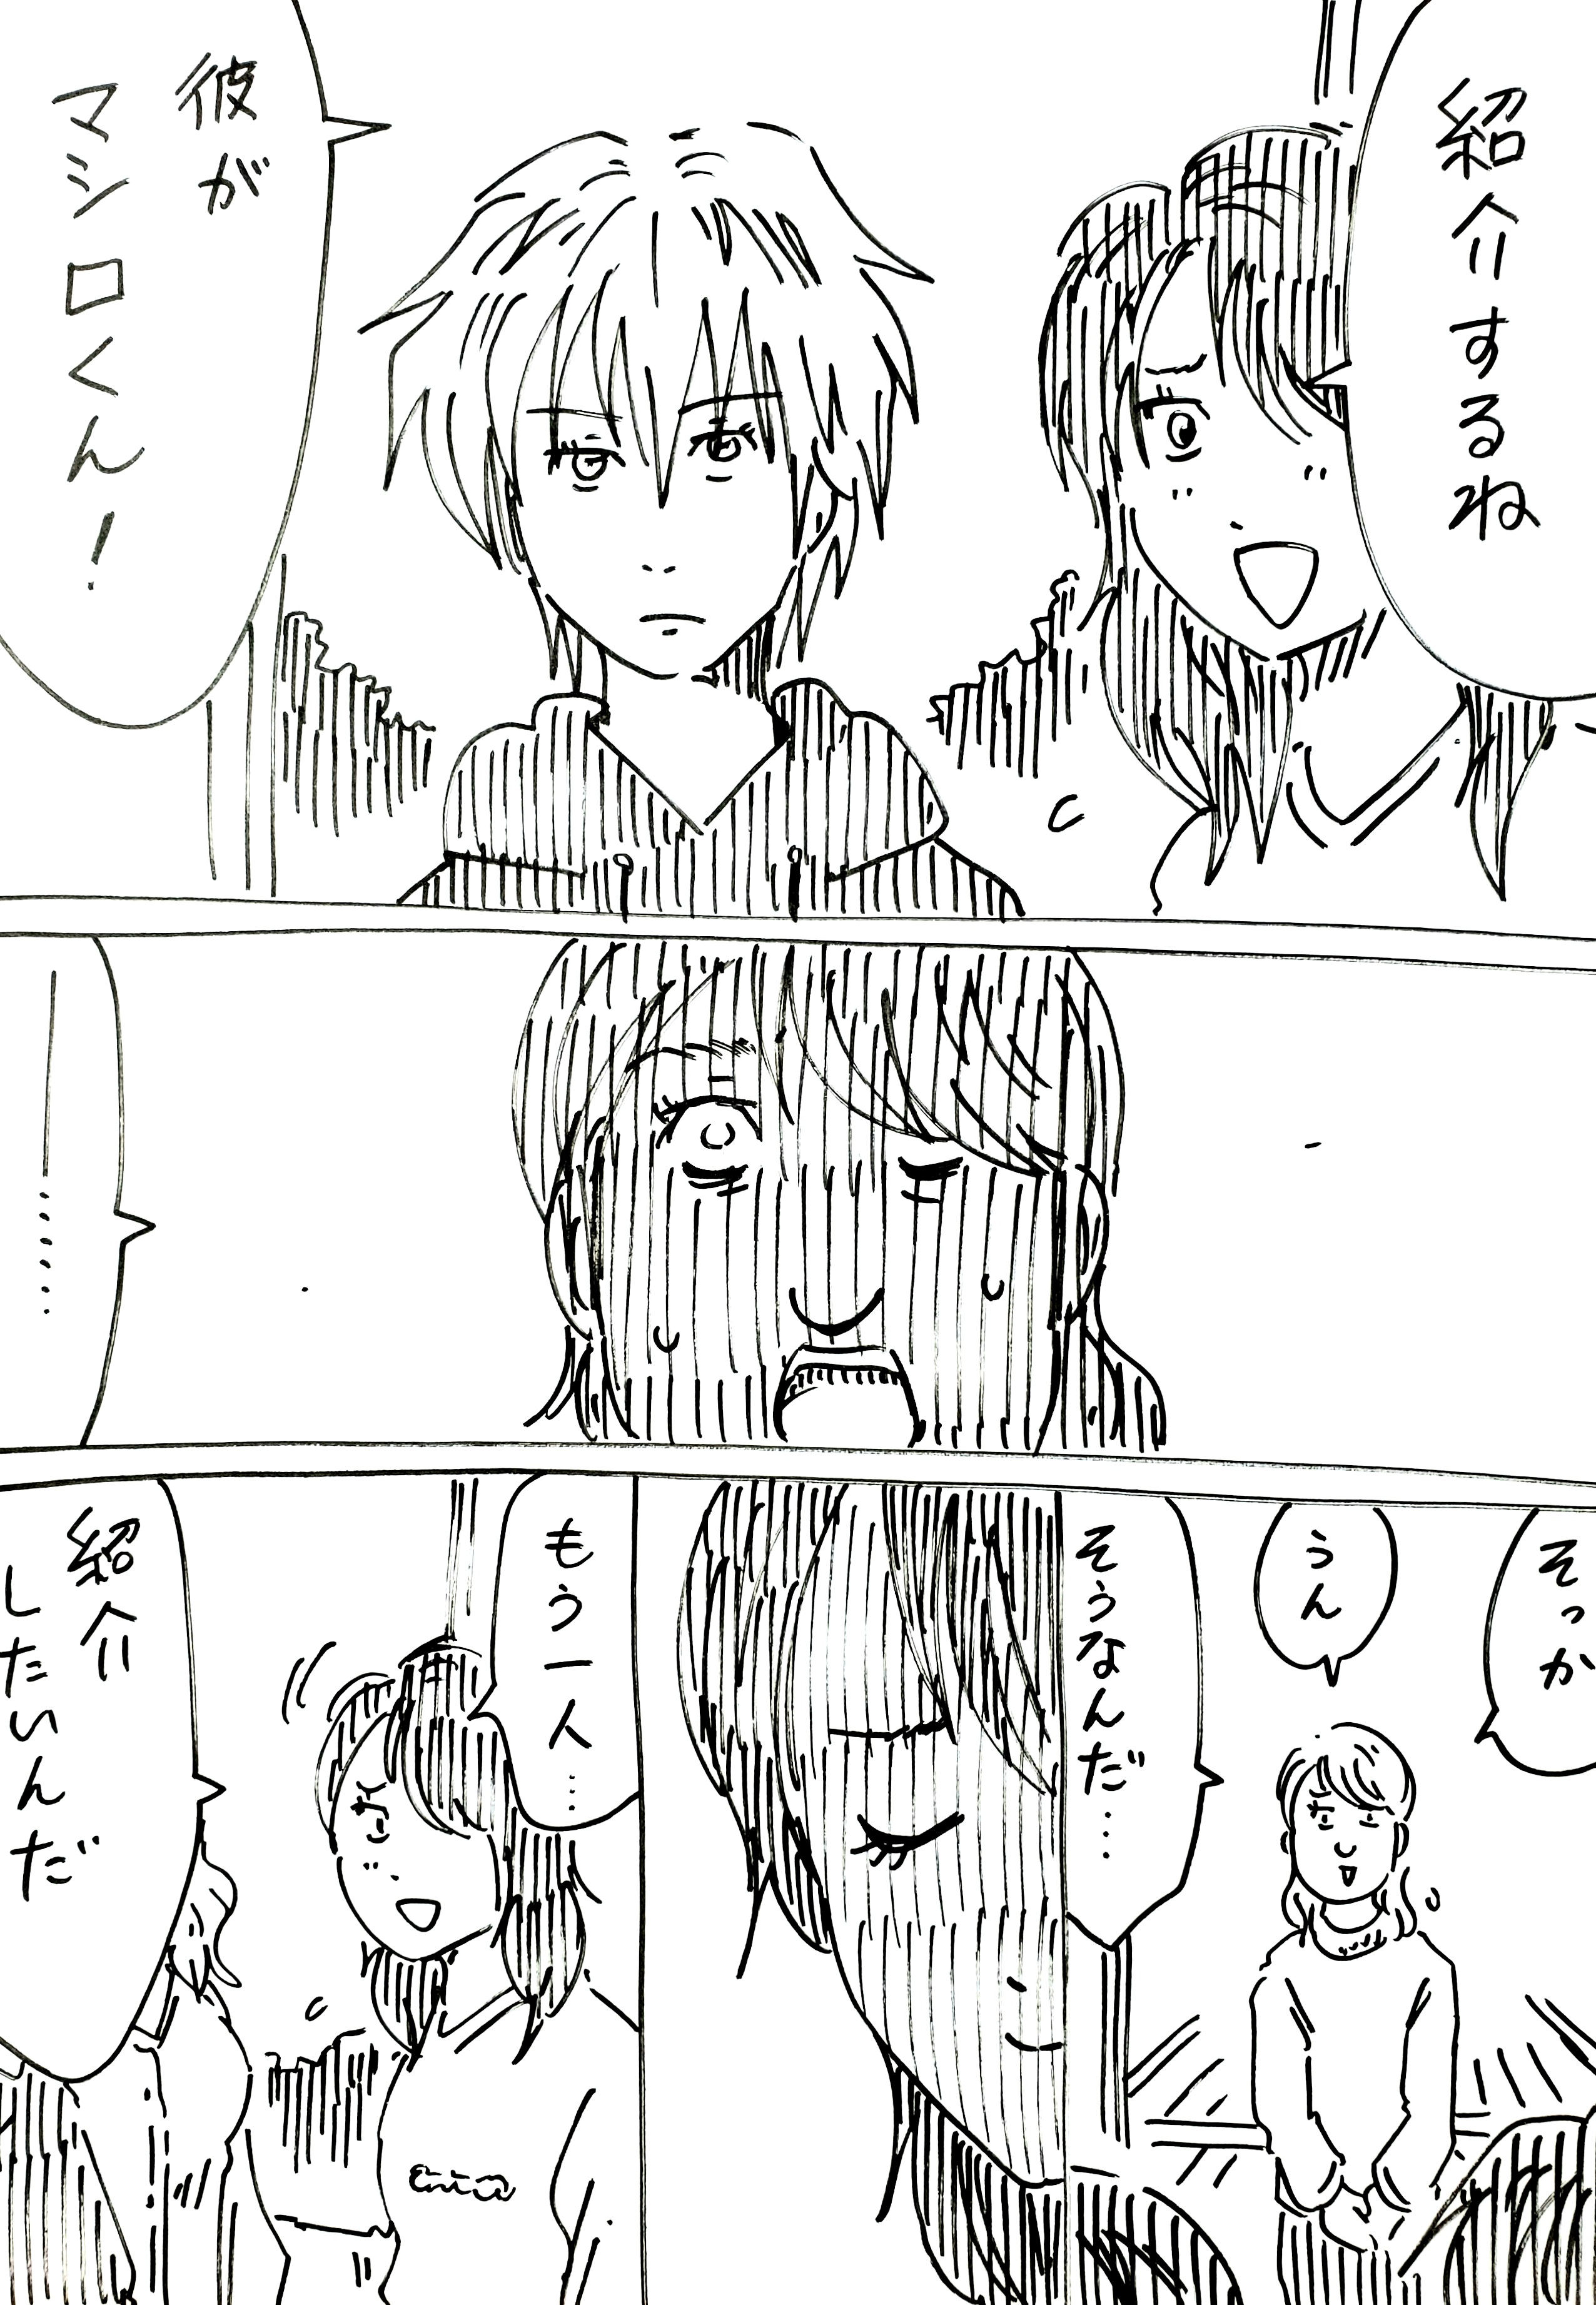 紹介するね
彼が
マシロくん！
――……
そっか
うん
そうなんだ…
もう一人…
紹介
したいんだ